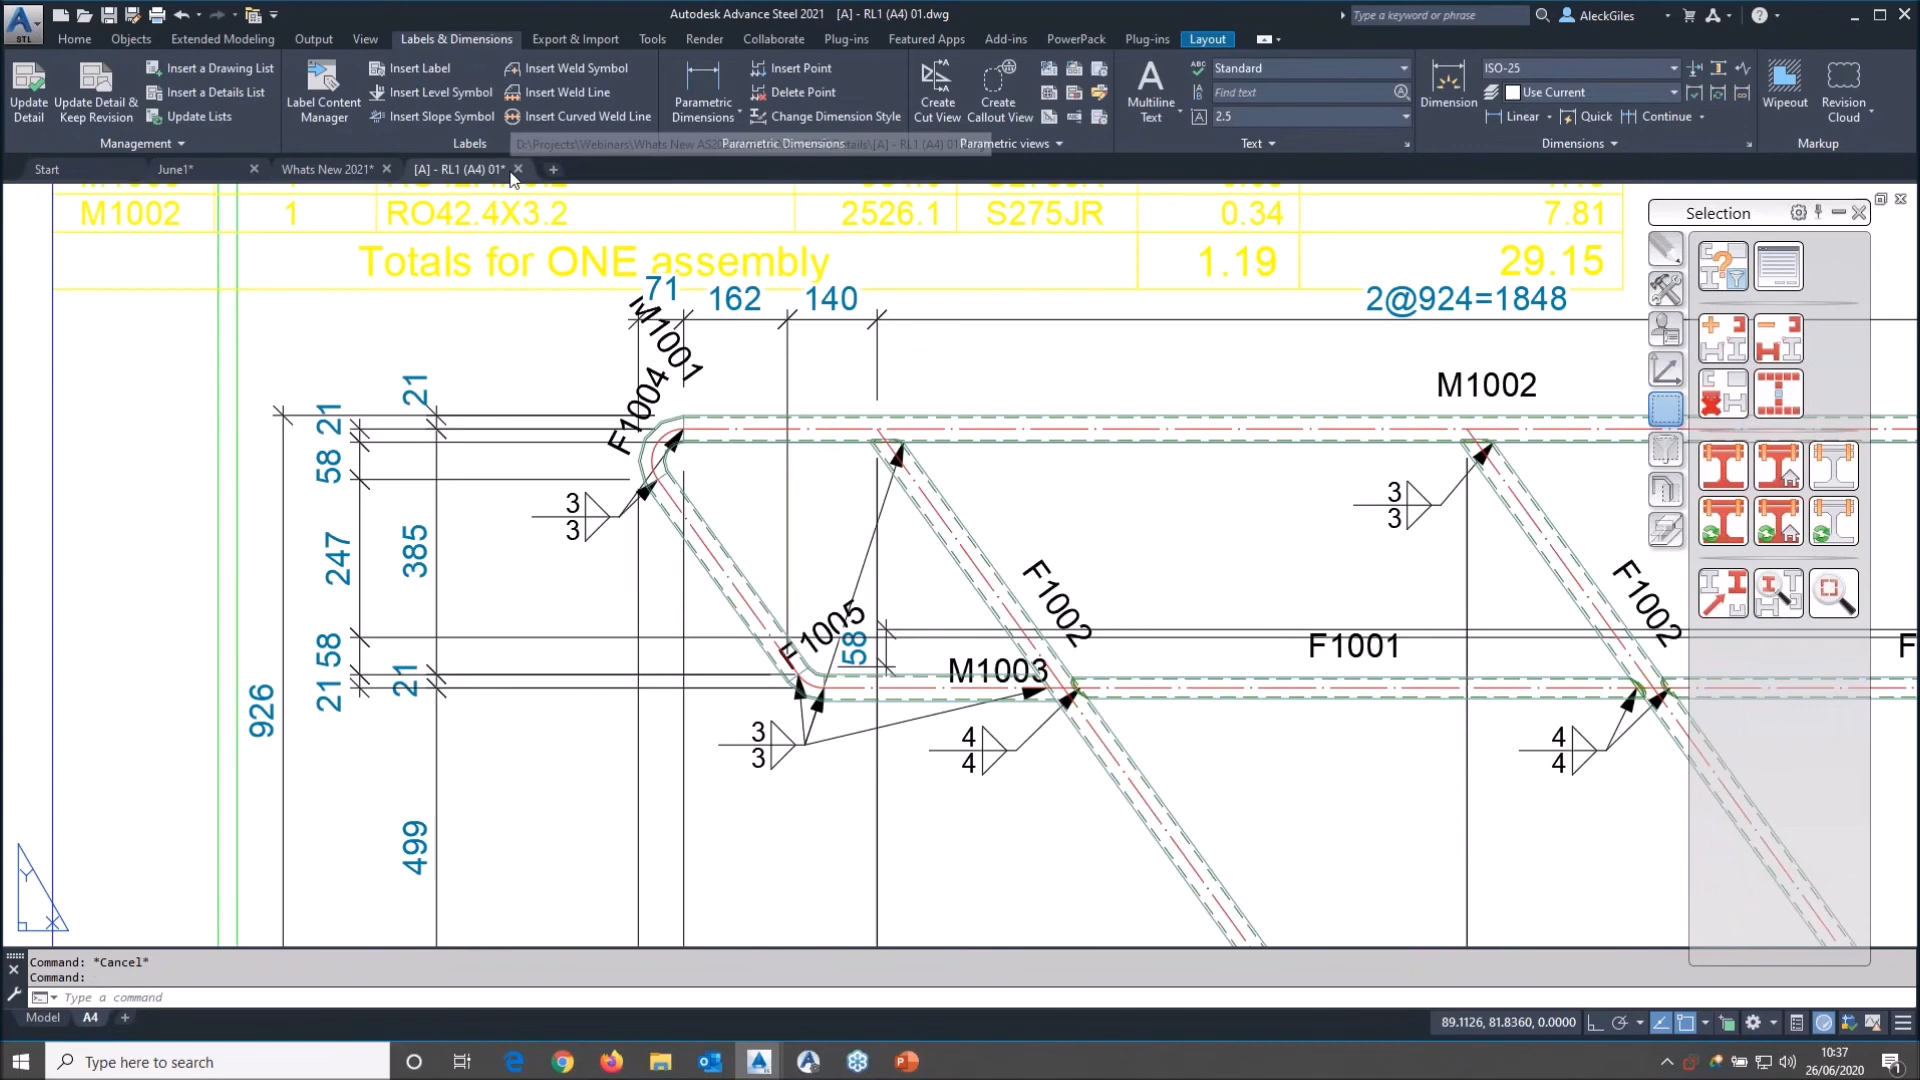 Autodesk Advance Steel 2021 [A] - RL1 (A4) 01.dwg
Type a keyword or phrase
AleckGiles
STL
Home Objects Extended Modeling Output View Labels & Dimensions Export & Import Tools Render Collaborate Plug-ins Featured Apps Add-ins PowerPack Plug-ins Layout
Update Detail
Update Detail & Keep Revision
Insert a Drawing List
Insert a Details List
Update Lists
Management
Label Content Manager
Insert Label
Insert Level Symbol
Insert Slope Symbol
Insert Weld Symbol
Insert Weld Line
Insert Curved Weld Line
Labels
Parametric Dimensions
Insert Point
Delete Point
Change Dimension Style
Parametric Dimensions
Create Cut View
Create Callout View
Parametric views
Multiline Text
Standard
Find text
2.5
Text
Dimension
ISO-25
Use Current
Linear Quick Continue
Dimensions
Wipeout
Revision Cloud
Markup
Start June1* Whats New 2021* [A] - RL1 (A4) 01*
M1002 1 RO42.4X3.2 2526.1 S275JR 0.34 7.81
Totals for ONE assembly 1.19 29.15
71 162 140 2@924=1848
M1001
F1004
M1002
21
21
58
247
385
58
21
21
926
499
3
3
3
3
F1005
58
M1003
F1002
F1001
F1002
F
3
3
4
4
4
4
Selection
Y
X
Command: *Cancel*
Command:
Type a command
Model A4 +
89.1126, 81.8360, 0.0000
Type here to search
10:37
26/06/2020
1